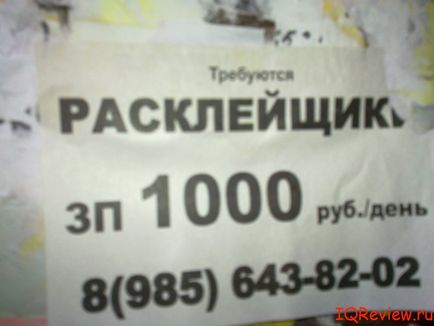 Требуются
РАСКЛЕЙЩИКИ
зп 1000 руб./день
8(985) 643-82-02
IQReview.ru